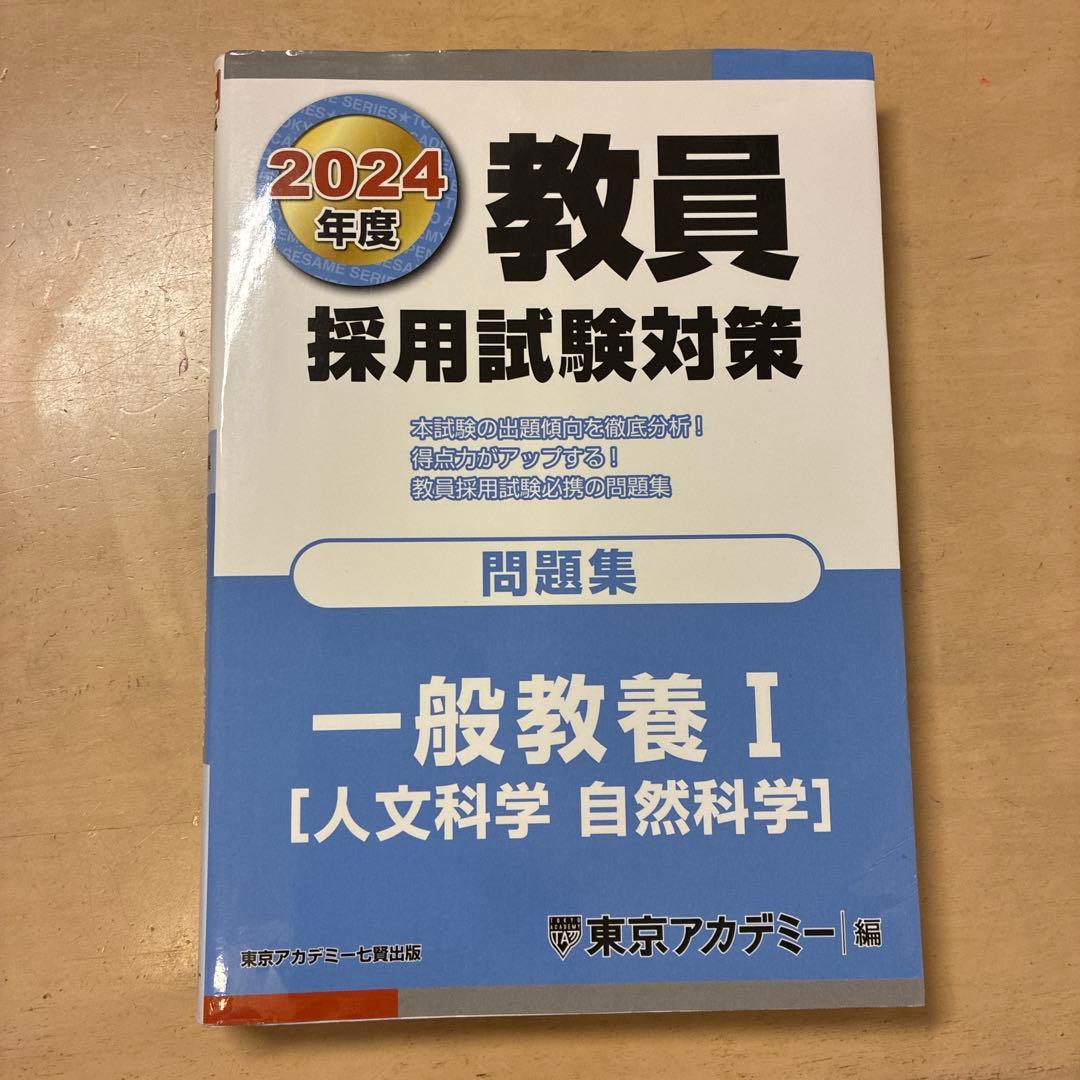 2024
年度
教員
採用試験対策
本試験の出題傾向を徹底分析！
得点力がアップする！
教員採用試験必携の問題集
問題集
一般教養 I
［人文科学 自然科学］
東京アカデミー 編
東京アカデミー七賢出版